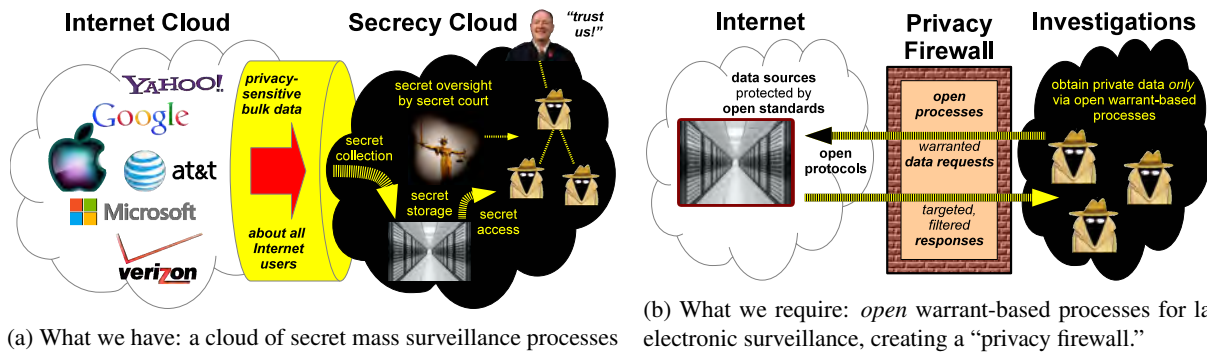 Internet Cloud
YAHOO!
Google
at&t
Microsoft
verizon
privacy-
sensitive
bulk data
about all
Internet
users
Secrecy Cloud
“trust
us!”
secret oversight
by secret court
secret
collection
secret
storage
secret
access
(a) What we have: a cloud of secret mass surveillance processes
Internet
data sources
protected by
open standards
open
protocols
Privacy
Firewall
open
processes
warranted
data requests
targeted,
filtered
responses
Investigations
obtain private data only
via open warrant-based
processes
(b) What we require: open warrant-based processes for la
electronic surveillance, creating a “privacy firewall.”